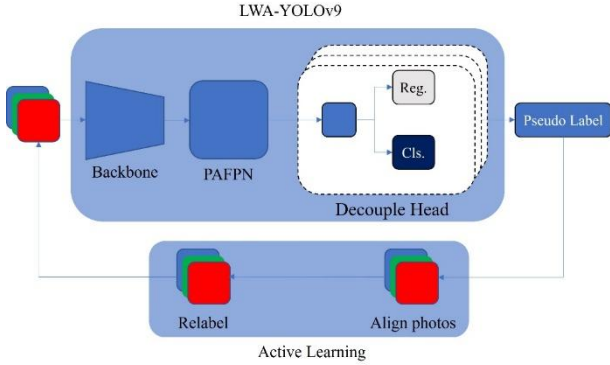 LWA-YOLOv9
Reg.
Pseudo Label
Cls.
Backbone
PAFPN
Decouple Head
Relabel
Align photos
Active Learning